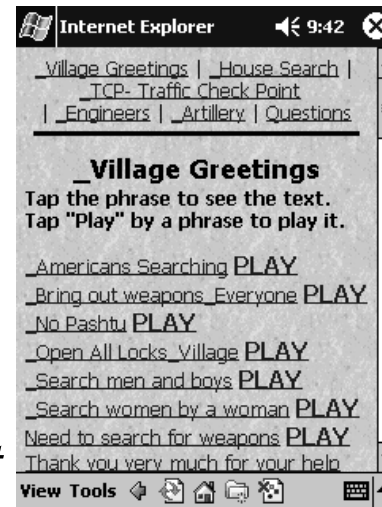 Internet Explorer 9:42
_Village Greetings | _House Search |
_TCP- Traffic Check Point
| _Engineers | _Artillery | Questions
_Village Greetings
Tap the phrase to see the text.
Tap "Play" by a phrase to play it.
_Americans Searching PLAY
_Bring out weapons_Everyone PLAY
_No Pashtu PLAY
_Open All Locks_Village PLAY
_Search men and boys PLAY
_Search women by a woman PLAY
Need to search for weapons PLAY
Thank you very much for your help
View Tools